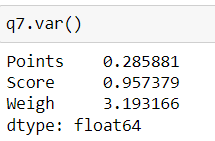 q7.var()
Points    0.285881
Score     0.957379
Weigh     3.193166
dtype: float64